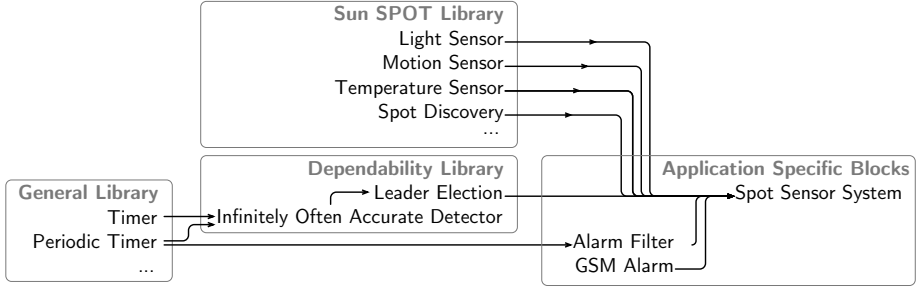 Sun SPOT Library
Light Sensor
Motion Sensor
Temperature Sensor
Spot Discovery
...
Dependability Library
Leader Election
Infinitely Often Accurate Detector
General Library
Timer
Periodic Timer
...
Application Specific Blocks
Spot Sensor System
Alarm Filter
GSM Alarm